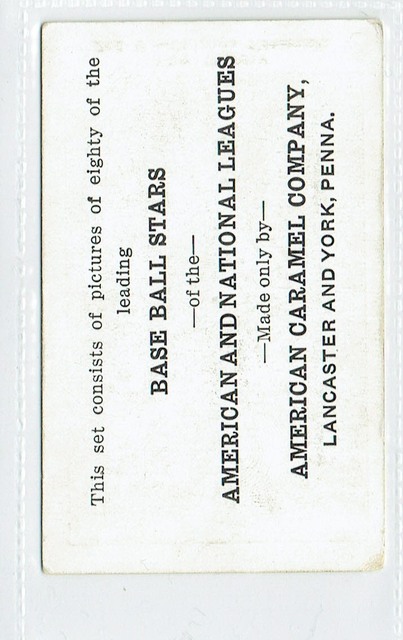 This set consists of pictures of eighty of the
leading
BASE BALL STARS
—of the—
AMERICAN AND NATIONAL LEAGUES
—Made only by—
AMERICAN CARAMEL COMPANY,
LANCASTER AND YORK, PENNA.